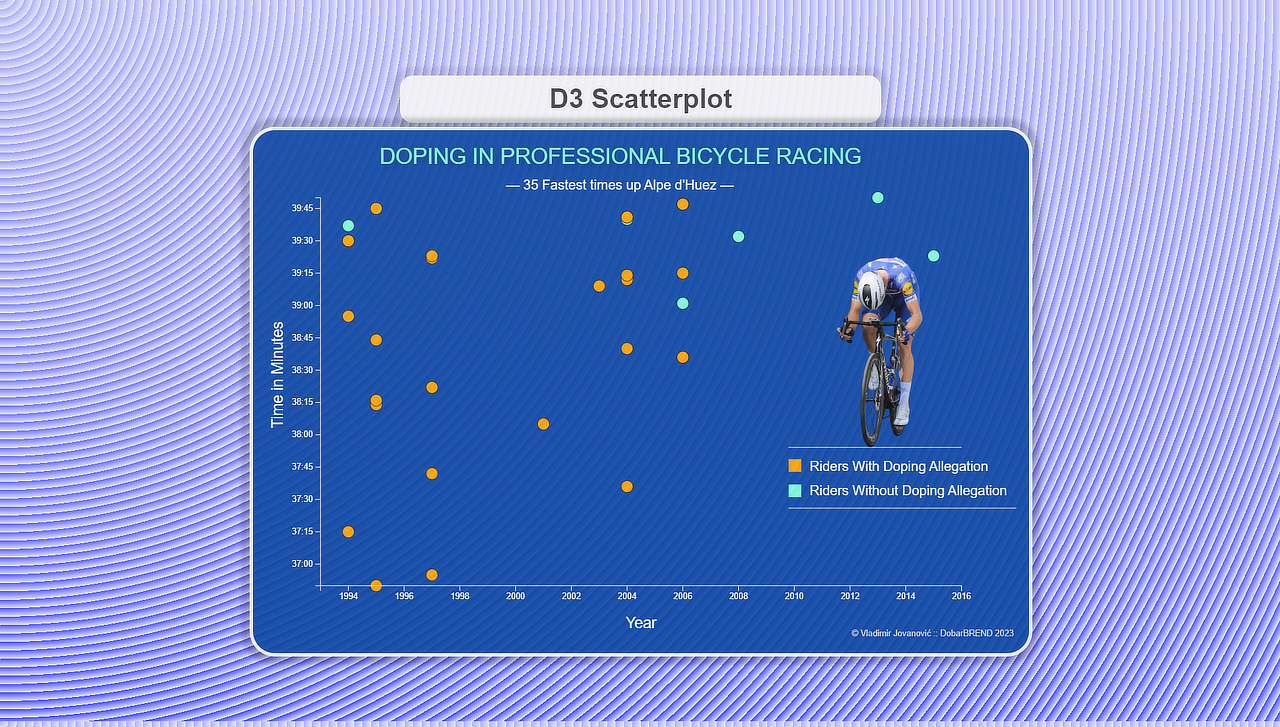 D3 Scatterplot
DOPING IN PROFESSIONAL BICYCLE RACING
— 35 Fastest times up Alpe d'Huez —
39:45
39:30
39:15
39:00
38:45
38:30
38:15
38:00
37:45
37:30
37:15
37:00
Time in Minutes
Riders With Doping Allegation
Riders Without Doping Allegation
1994 1996 1998 2000 2002 2004 2006 2008 2010 2012 2014 2016
Year
© Vladimir Jovanović :: DobarBREND 2023